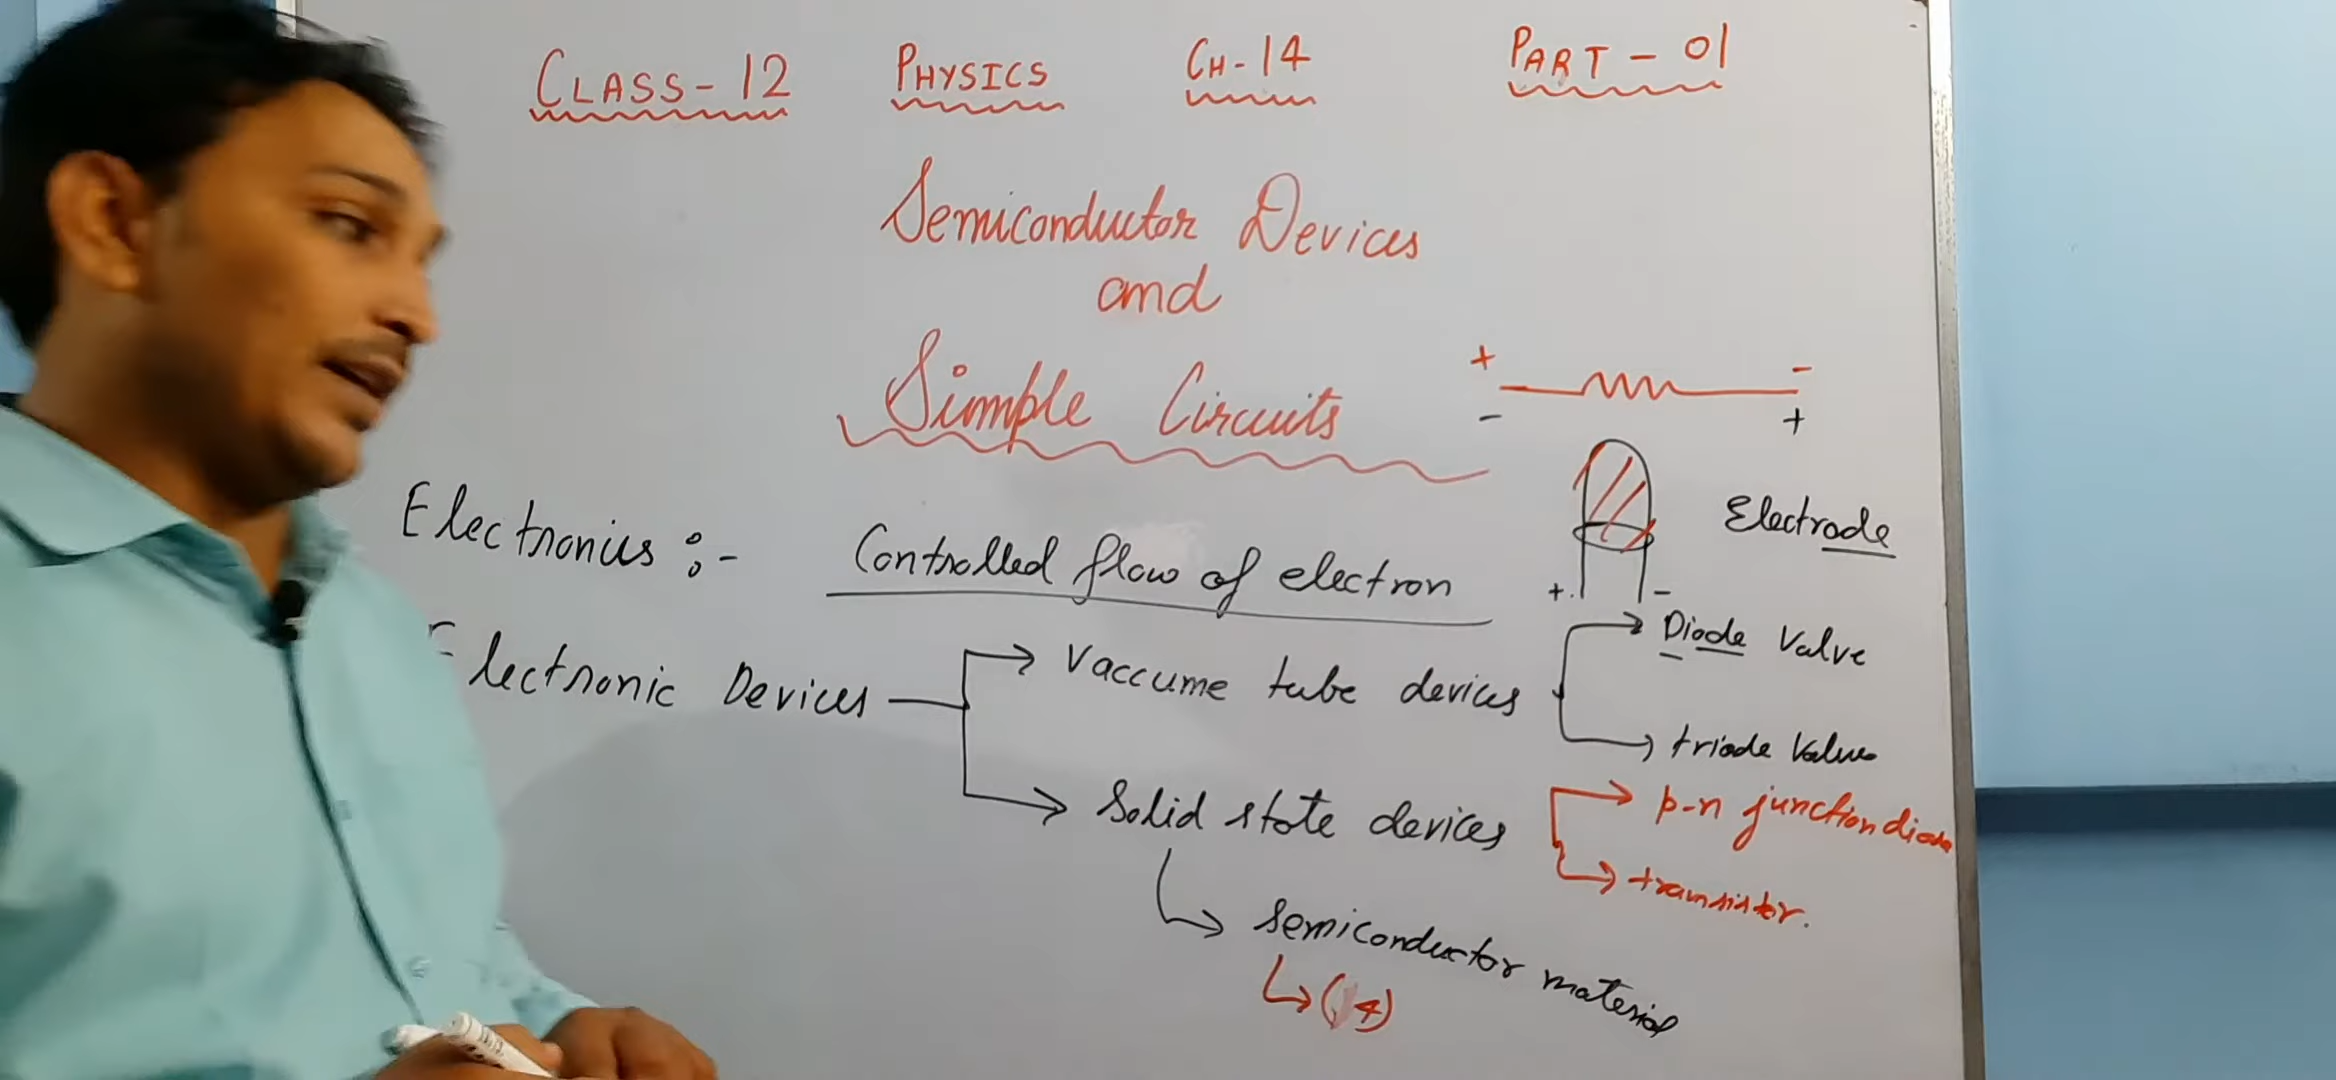 CLASS-12 PHYSICS CH-14 PART-01
Semiconductor Devices
and
Simple Circuits
+ -
- +
Electrode
Electronics :- Controlled flow of electron
+ -
Electronic Devices
Vaccume tube devices
Diode Valve
triode Valve
Solid state devices
p-n junction diode
transistor.
semiconductor material
(14)